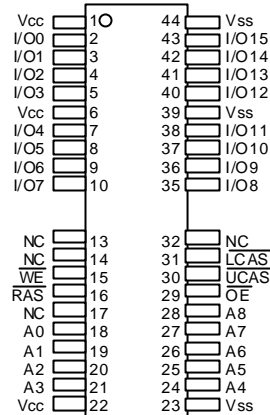 Vcc 1 44 Vss
I/O0 2 43 I/O15
I/O1 3 42 I/O14
I/O2 4 41 I/O13
I/O3 5 40 I/O12
Vcc 6 39 Vss
I/O4 7 38 I/O11
I/O5 8 37 I/O10
I/O6 9 36 I/O9
I/O7 10 35 I/O8
NC 13 32 NC
NC 14 31 LCAS
WE 15 30 UCAS
RAS 16 29 OE
NC 17 28 A8
A0 18 27 A7
A1 19 26 A6
A2 20 25 A5
A3 21 24 A4
Vcc 22 23 Vss